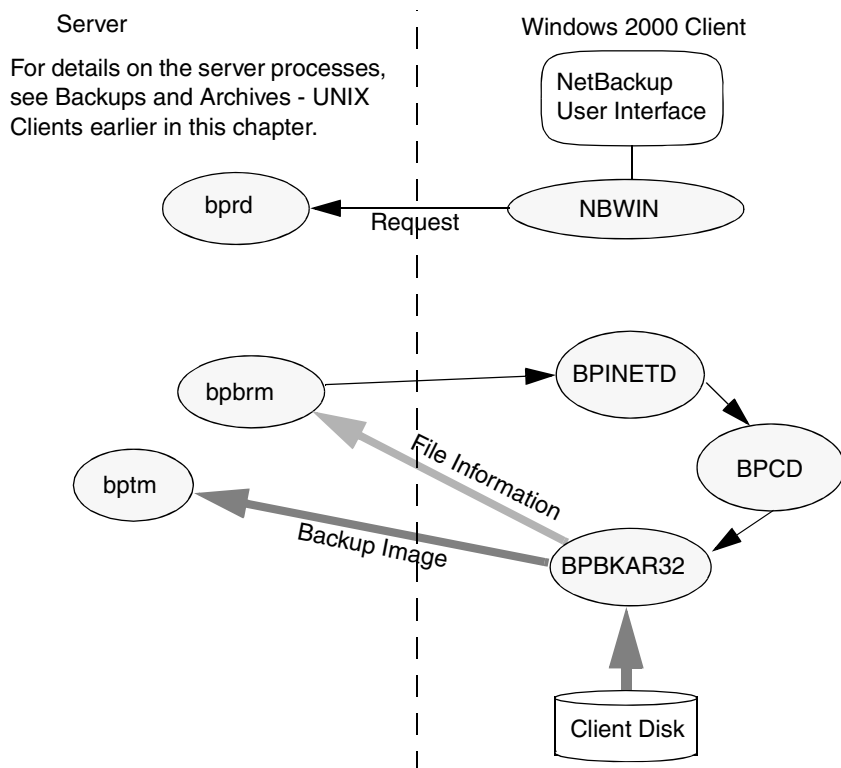 Server
Windows 2000 Client
For details on the server processes,
see Backups and Archives - UNIX
Clients earlier in this chapter.
NetBackup
User Interface
bprd
Request
NBWIN
bpbrm
BPINETD
File Information
BPCD
bptm
Backup Image
BPBKAR32
Client Disk